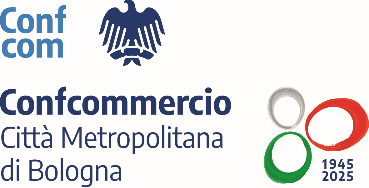 Conf
com
Confcommercio
Città Metropolitana
di Bologna
1945
2025